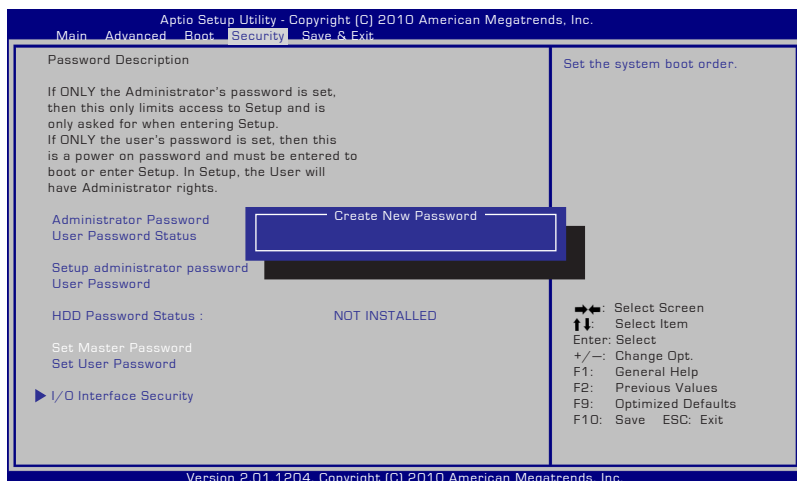 Aptio Setup Utility - Copyright (C) 2010 American Megatrends, Inc.
Main Advanced Boot Security Save & Exit
Password Description
If ONLY the Administrator's password is set,
then this only limits access to Setup and is
only asked for when entering Setup.
If ONLY the user's password is set, then this
is a power on password and must be entered to
boot or enter Setup. In Setup, the User will
have Administrator rights.
Administrator Password
User Password Status
Create New Password
Setup administrator password
User Password
HDD Password Status : NOT INSTALLED
Set Master Password
Set User Password
I/O Interface Security
Set the system boot order.
→←: Select Screen
↑↓: Select Item
Enter: Select
+/—: Change Opt.
F1: General Help
F2: Previous Values
F9: Optimized Defaults
F10: Save ESC: Exit
Version 2.01.1204. Copyright (C) 2010 American Megatrends, Inc.